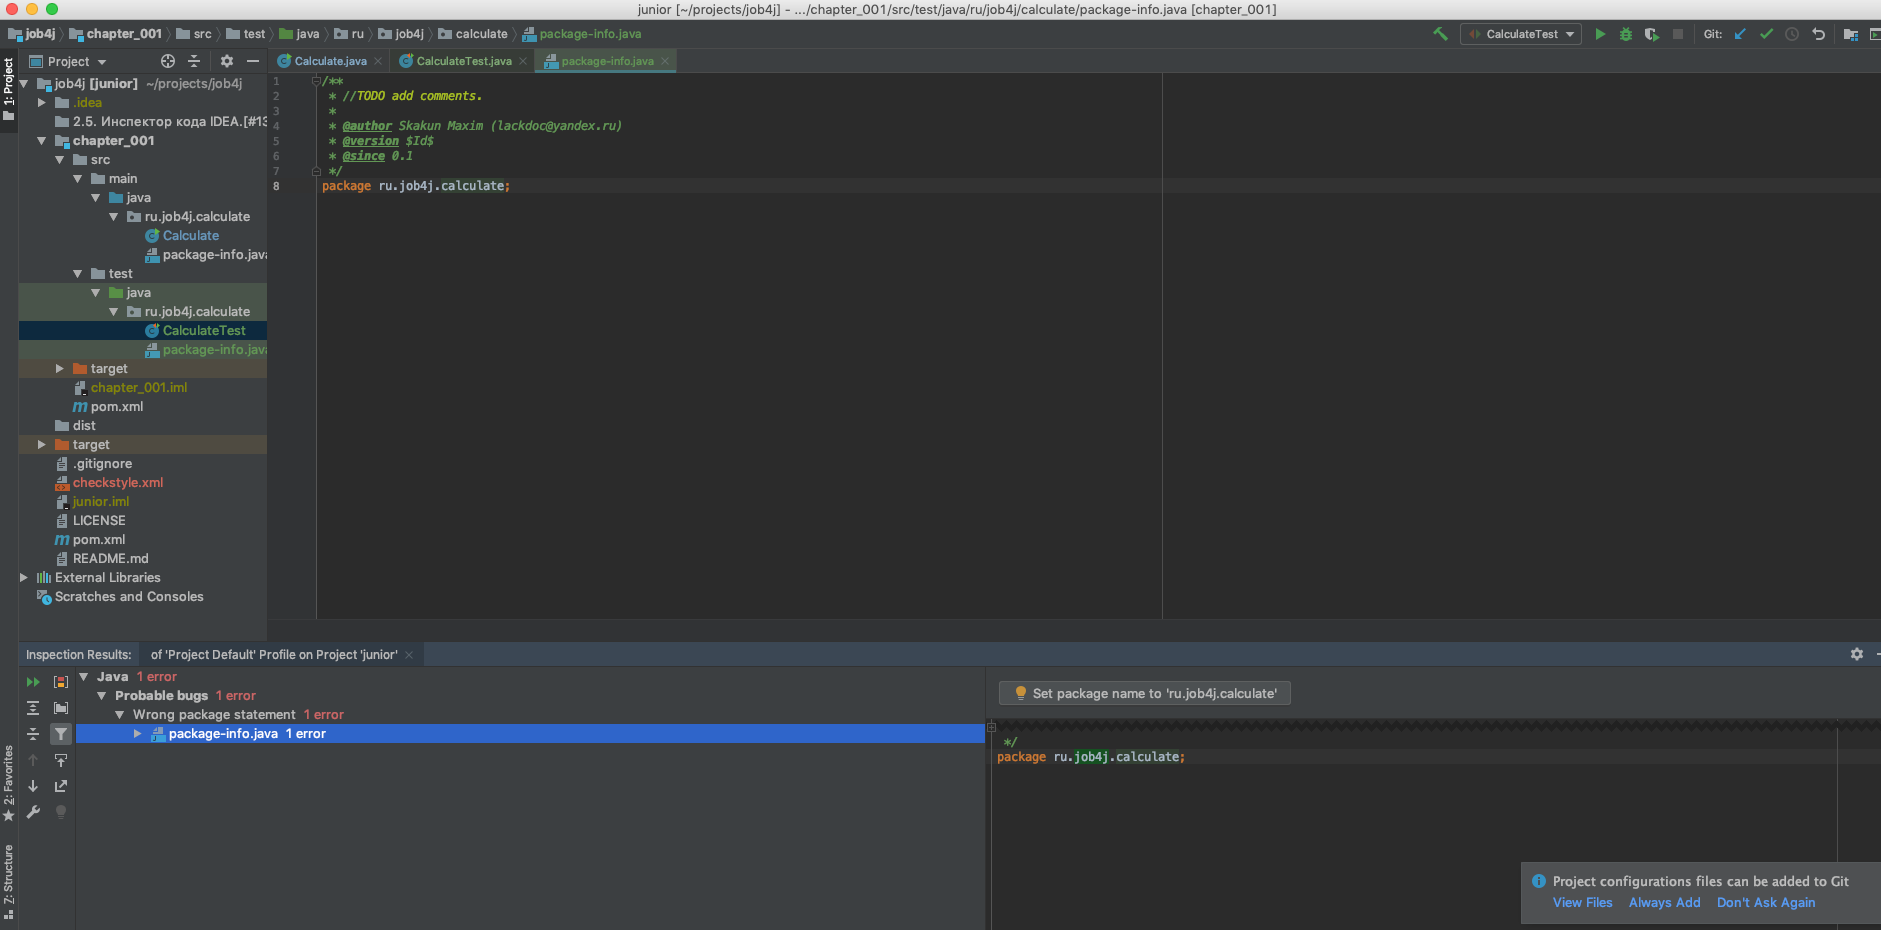 junior [~/projects/job4j] - .../chapter_001/src/test/java/ru/job4j/calculate/package-info.java [chapter_001]
job4j chapter_001 src test java ru job4j calculate package-info.java CalculateTest Git:
1: Project
Project Calculate.java CalculateTest.java package-info.java
job4j [junior] ~/projects/job4j
.idea
2.5. Инспектор кода IDEA.[#13
chapter_001
src
main
java
ru.job4j.calculate
Calculate
package-info.java
test
java
ru.job4j.calculate
CalculateTest
package-info.java
target
chapter_001.iml
pom.xml
dist
target
.gitignore
checkstyle.xml
junior.iml
LICENSE
pom.xml
README.md
External Libraries
Scratches and Consoles
1 /**
2 * //TODO add comments.
3 *
4 * @author Skakun Maxim (lackdoc@yandex.ru)
5 * @version $Id$
6 * @since 0.1
7 */
8 package ru.job4j.calculate;
Inspection Results: of 'Project Default' Profile on Project 'junior'
Java 1 error
Probable bugs 1 error
Wrong package statement 1 error
package-info.java 1 error
Set package name to 'ru.job4j.calculate'
*/
package ru.job4j.calculate;
2: Favorites
Z: Structure
Project configurations files can be added to Git
View Files Always Add Don't Ask Again